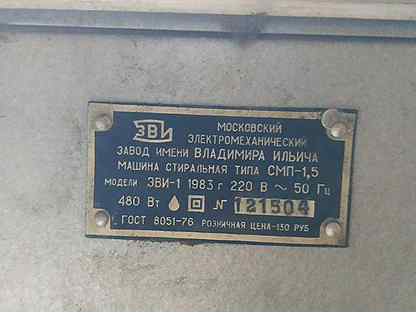 ЗВИ
МОСКОВСКИЙ
ЭЛЕКТРОМЕХАНИЧЕСКИЙ
ЗАВОД ИМЕНИ ВЛАДИМИРА ИЛЬИЧА
МАШИНА СТИРАЛЬНАЯ ТИПА СМП-1,5
МОДЕЛИ ЗВИ-1 1983 г 220 В ~ 50 Гц
480 Вт № 121504
ГОСТ 8051-76 РОЗНИЧНАЯ ЦЕНА-130 РУБ